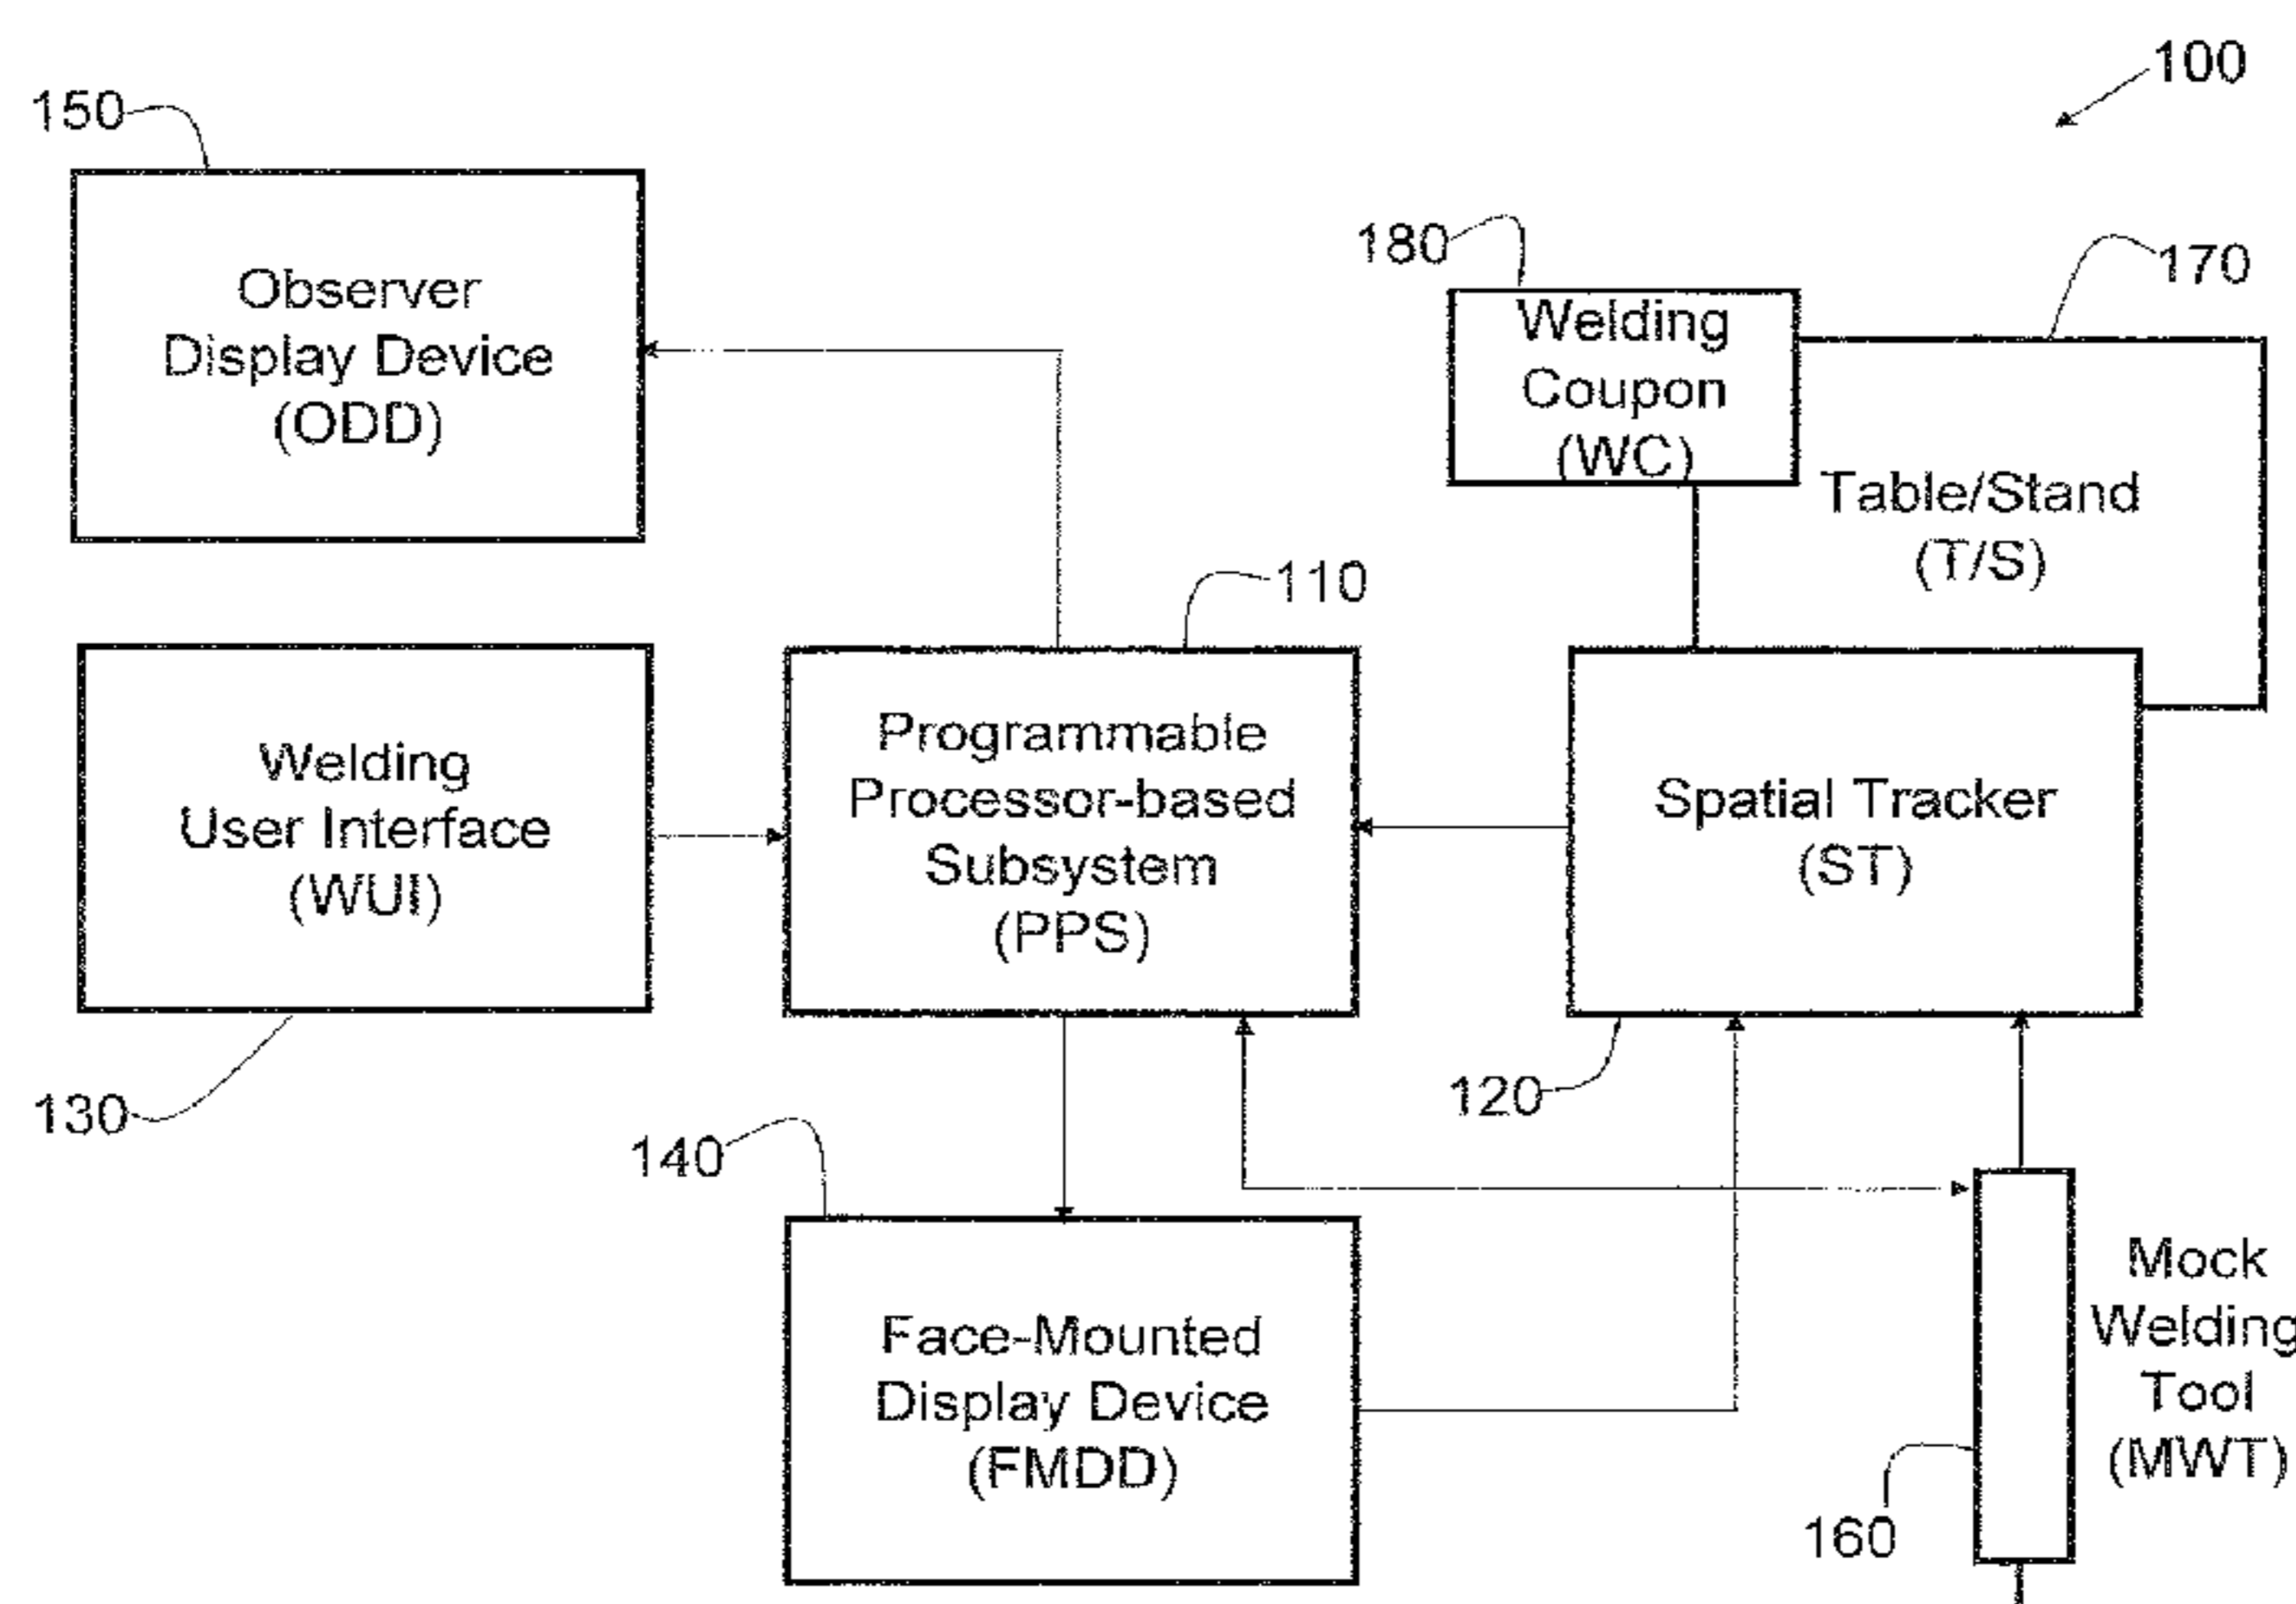 100
150
Observer
Display Device
(ODD)
180
Welding
Coupon
(WC)
170
Table/Stand
(T/S)
110
Welding
User Interface
(WUI)
130
Programmable
Processor-based
Subsystem
(PPS)
Spatial Tracker
(ST)
120
140
Face-Mounted
Display Device
(FMDD)
Mock
Welding
Tool
(MWT)
160